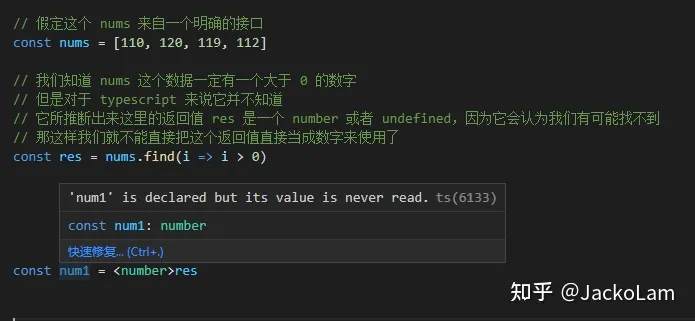 // 假定这个 nums 来自一个明确的接口
const nums = [110, 120, 119, 112]
// 我们知道 nums 这个数据一定有一个大于 0 的数字
// 但是对于 typescript 来说它并不知道
// 它所推断出来这里的返回值 res 是一个 number 或者 undefined，因为它会认为我们有可能找不到
// 那这样我们就不能直接把这个返回值直接当成数字来使用了
const res = nums.find(i => i > 0)
'num1' is declared but its value is never read. ts(6133)
const num1: number
快速修复... (Ctrl+.)
const num1 = <number>res
知乎 @JackoLam